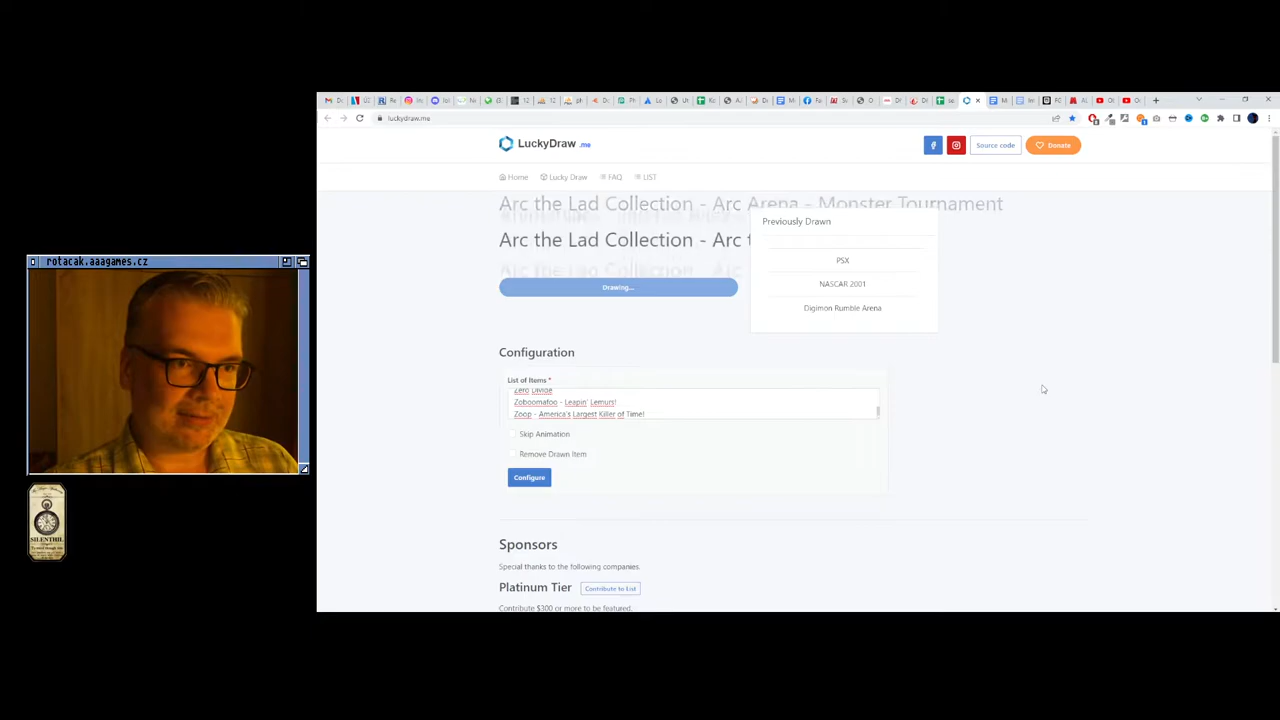 luckydraw.me
LuckyDraw .me
Source code
Donate
Home
Lucky Draw
FAQ
LIST
Arc the Lad Collection - Arc Arena - Monster Tournament
Arc the Lad Collection - Arc
Previously Drawn
PSX
NASCAR 2001
Digimon Rumble Arena
Drawing...
Configuration
List of Items *
Zero Divide
Zoboomafoo - Leapin' Lemurs!
Zoop - America's Largest Killer of Time!
Skip Animation
Remove Drawn Item
Configure
Sponsors
Special thanks to the following companies.
Platinum Tier
Contribute to List
Contribute $300 or more to be featured.
rotacak.aaagames.cz
SILENTHIL